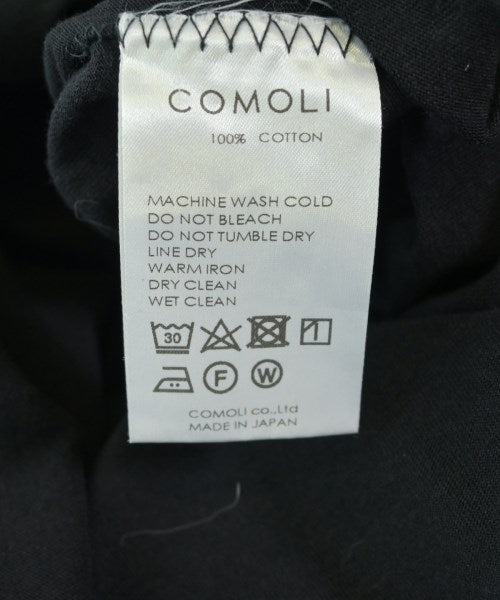 COMOLI
100% COTTON
MACHINE WASH COLD
DO NOT BLEACH
DO NOT TUMBLE DRY
LINE DRY
WARM IRON
DRY CLEAN
WET CLEAN
30
F W
COMOLI co.,Ltd
MADE IN JAPAN